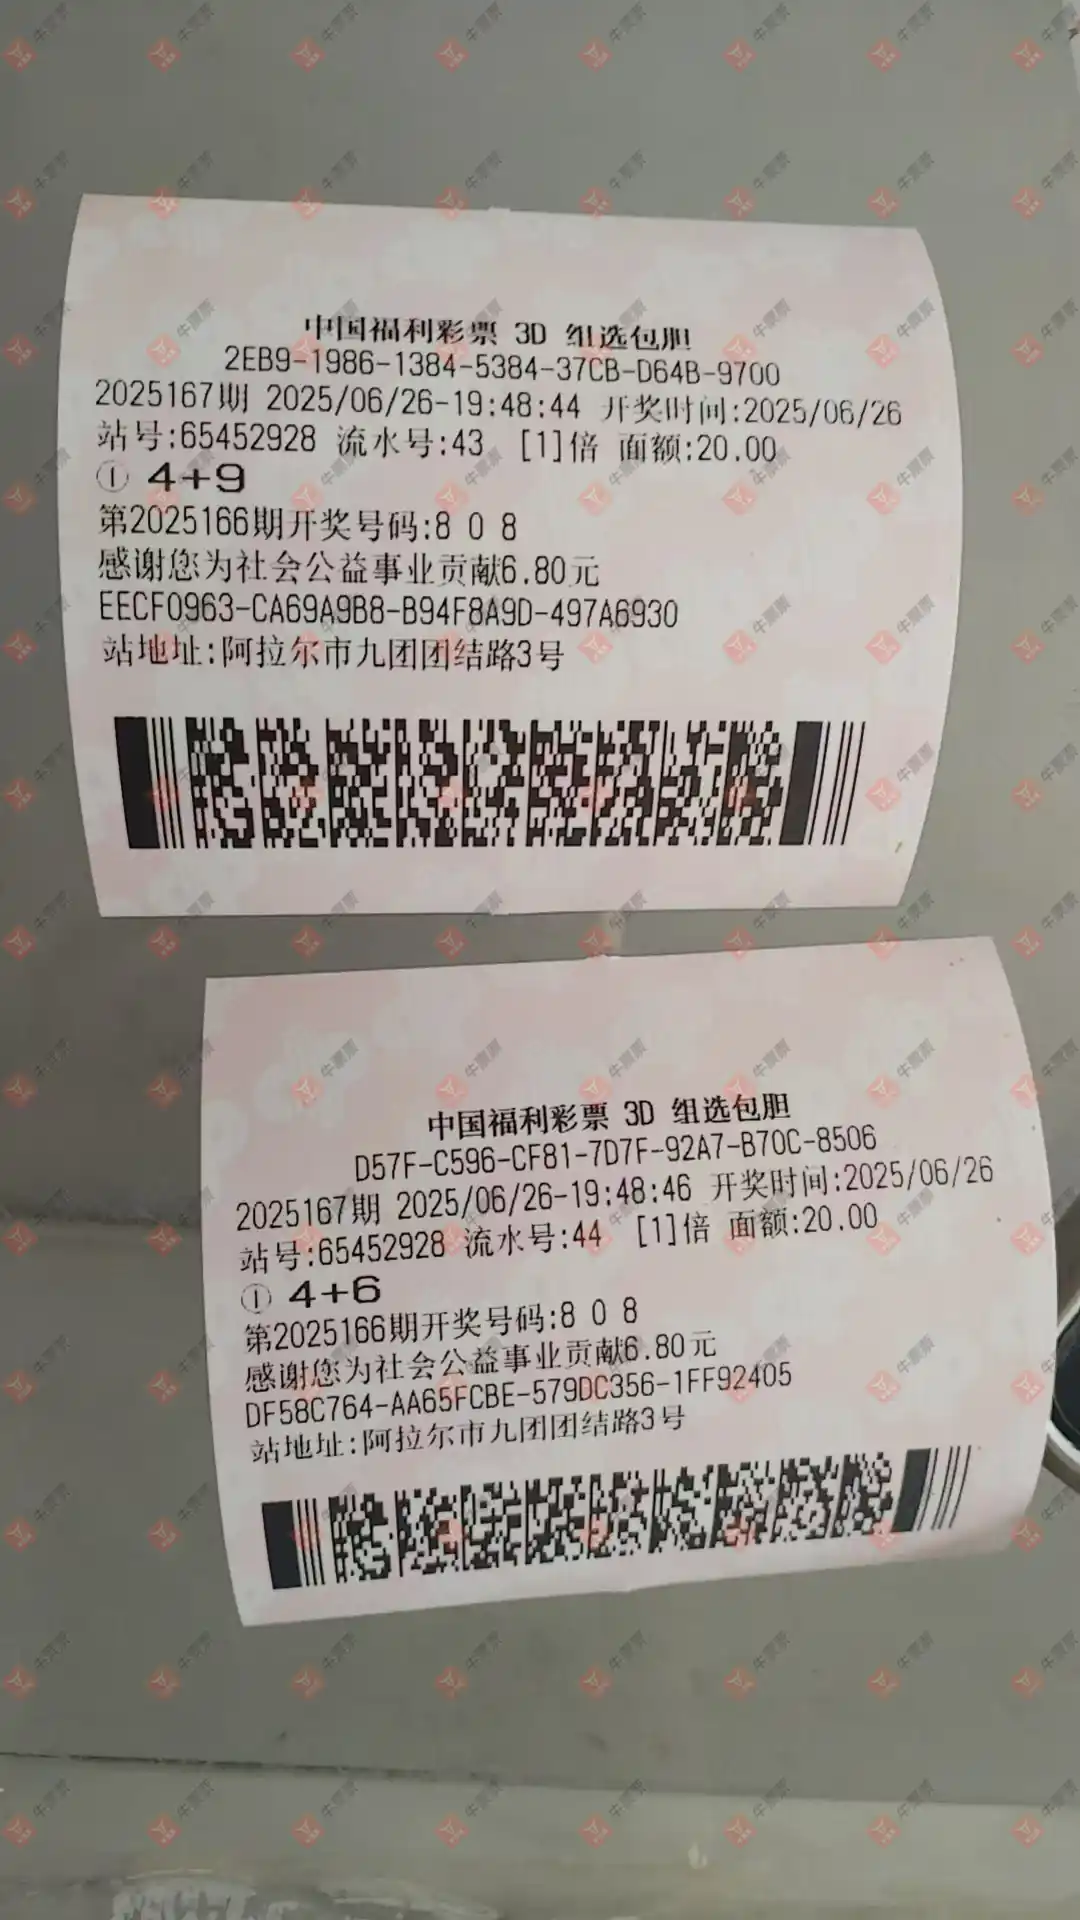 中国福利彩票 3D 组选包胆
2EB9-1986-1384-5384-37CB-D64B-9700
2025167期 2025/06/26-19:48:44 开奖时间:2025/06/26
站号:65452928 流水号:43 [1]倍 面额:20.00
① 4+9
第2025166期开奖号码:8 0 8
感谢您为社会公益事业贡献6.80元
EECF0963-CA69A9B8-B94F8A9D-497A6930
站地址:阿拉尔市九团团结路3号
中国福利彩票 3D 组选包胆
D57F-C596-CF81-7D7F-92A7-B70C-8506
2025167期 2025/06/26-19:48:46 开奖时间:2025/06/26
站号:65452928 流水号:44 [1]倍 面额:20.00
① 4+6
第2025166期开奖号码:8 0 8
感谢您为社会公益事业贡献6.80元
DF58C764-AA65FCBE-579DC356-1FF92405
站地址:阿拉尔市九团团结路3号